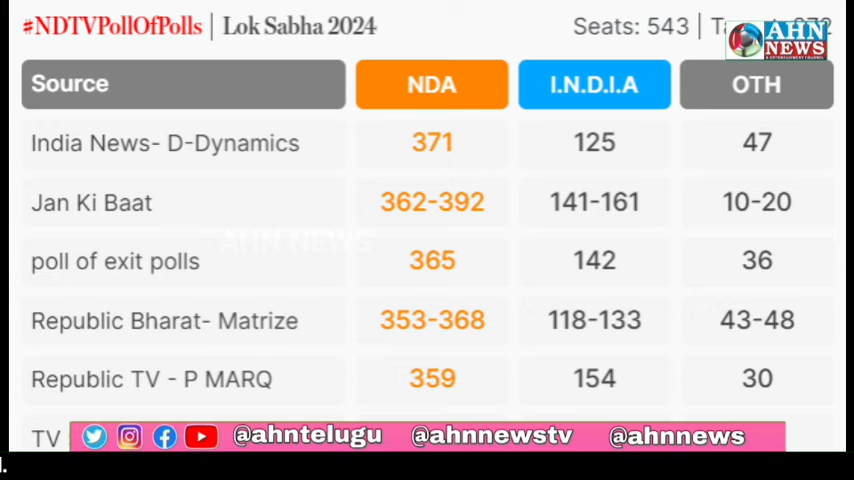 #NDTVPollOfPolls | Lok Sabha 2024 Seats: 543 |
AHN
NEWS
Source NDA I.N.D.I.A OTH
India News- D-Dynamics 371 125 47
Jan Ki Baat 362-392 141-161 10-20
AHN NEWS
poll of exit polls 365 142 36
Republic Bharat- Matrize 353-368 118-133 43-48
Republic TV - P MARQ 359 154 30
TV
@ahntelugu @ahnnewstv @ahnnews